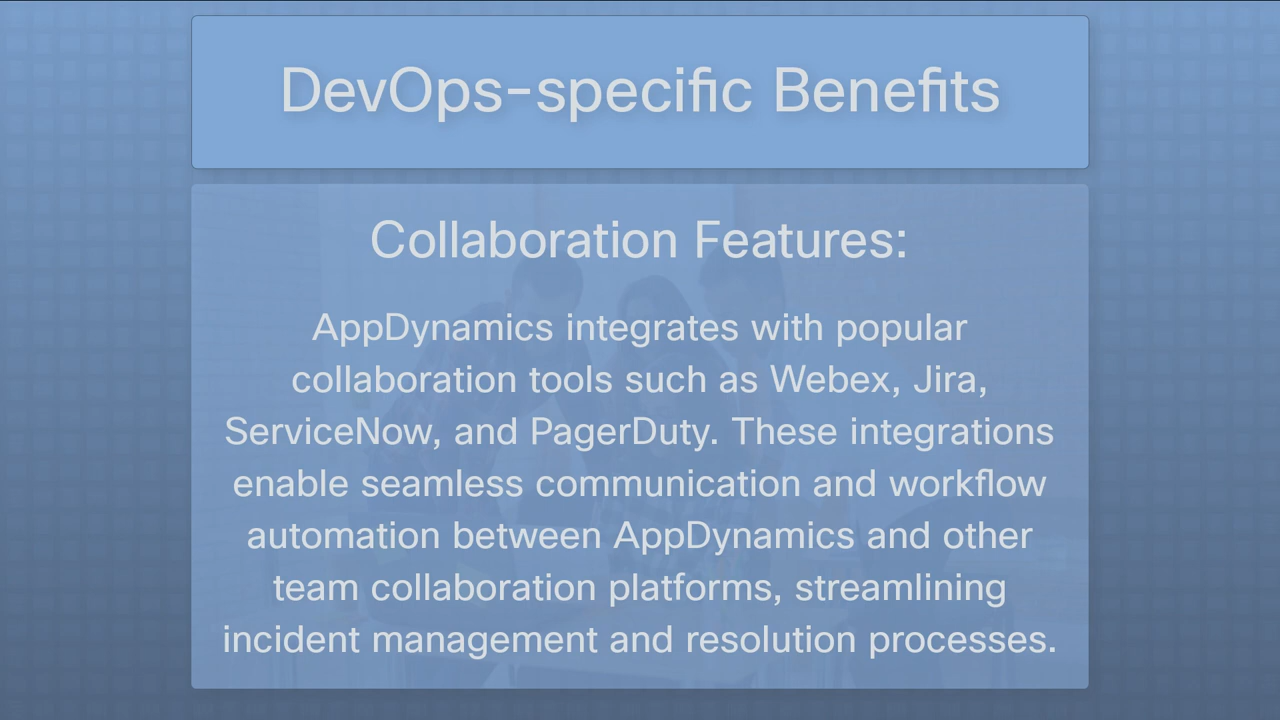 DevOps-specific Benefits
Collaboration Features:
AppDynamics integrates with popular
collaboration tools such as Webex, Jira,
ServiceNow, and PagerDuty. These integrations
enable seamless communication and workflow
automation between AppDynamics and other
team collaboration platforms, streamlining
incident management and resolution processes.